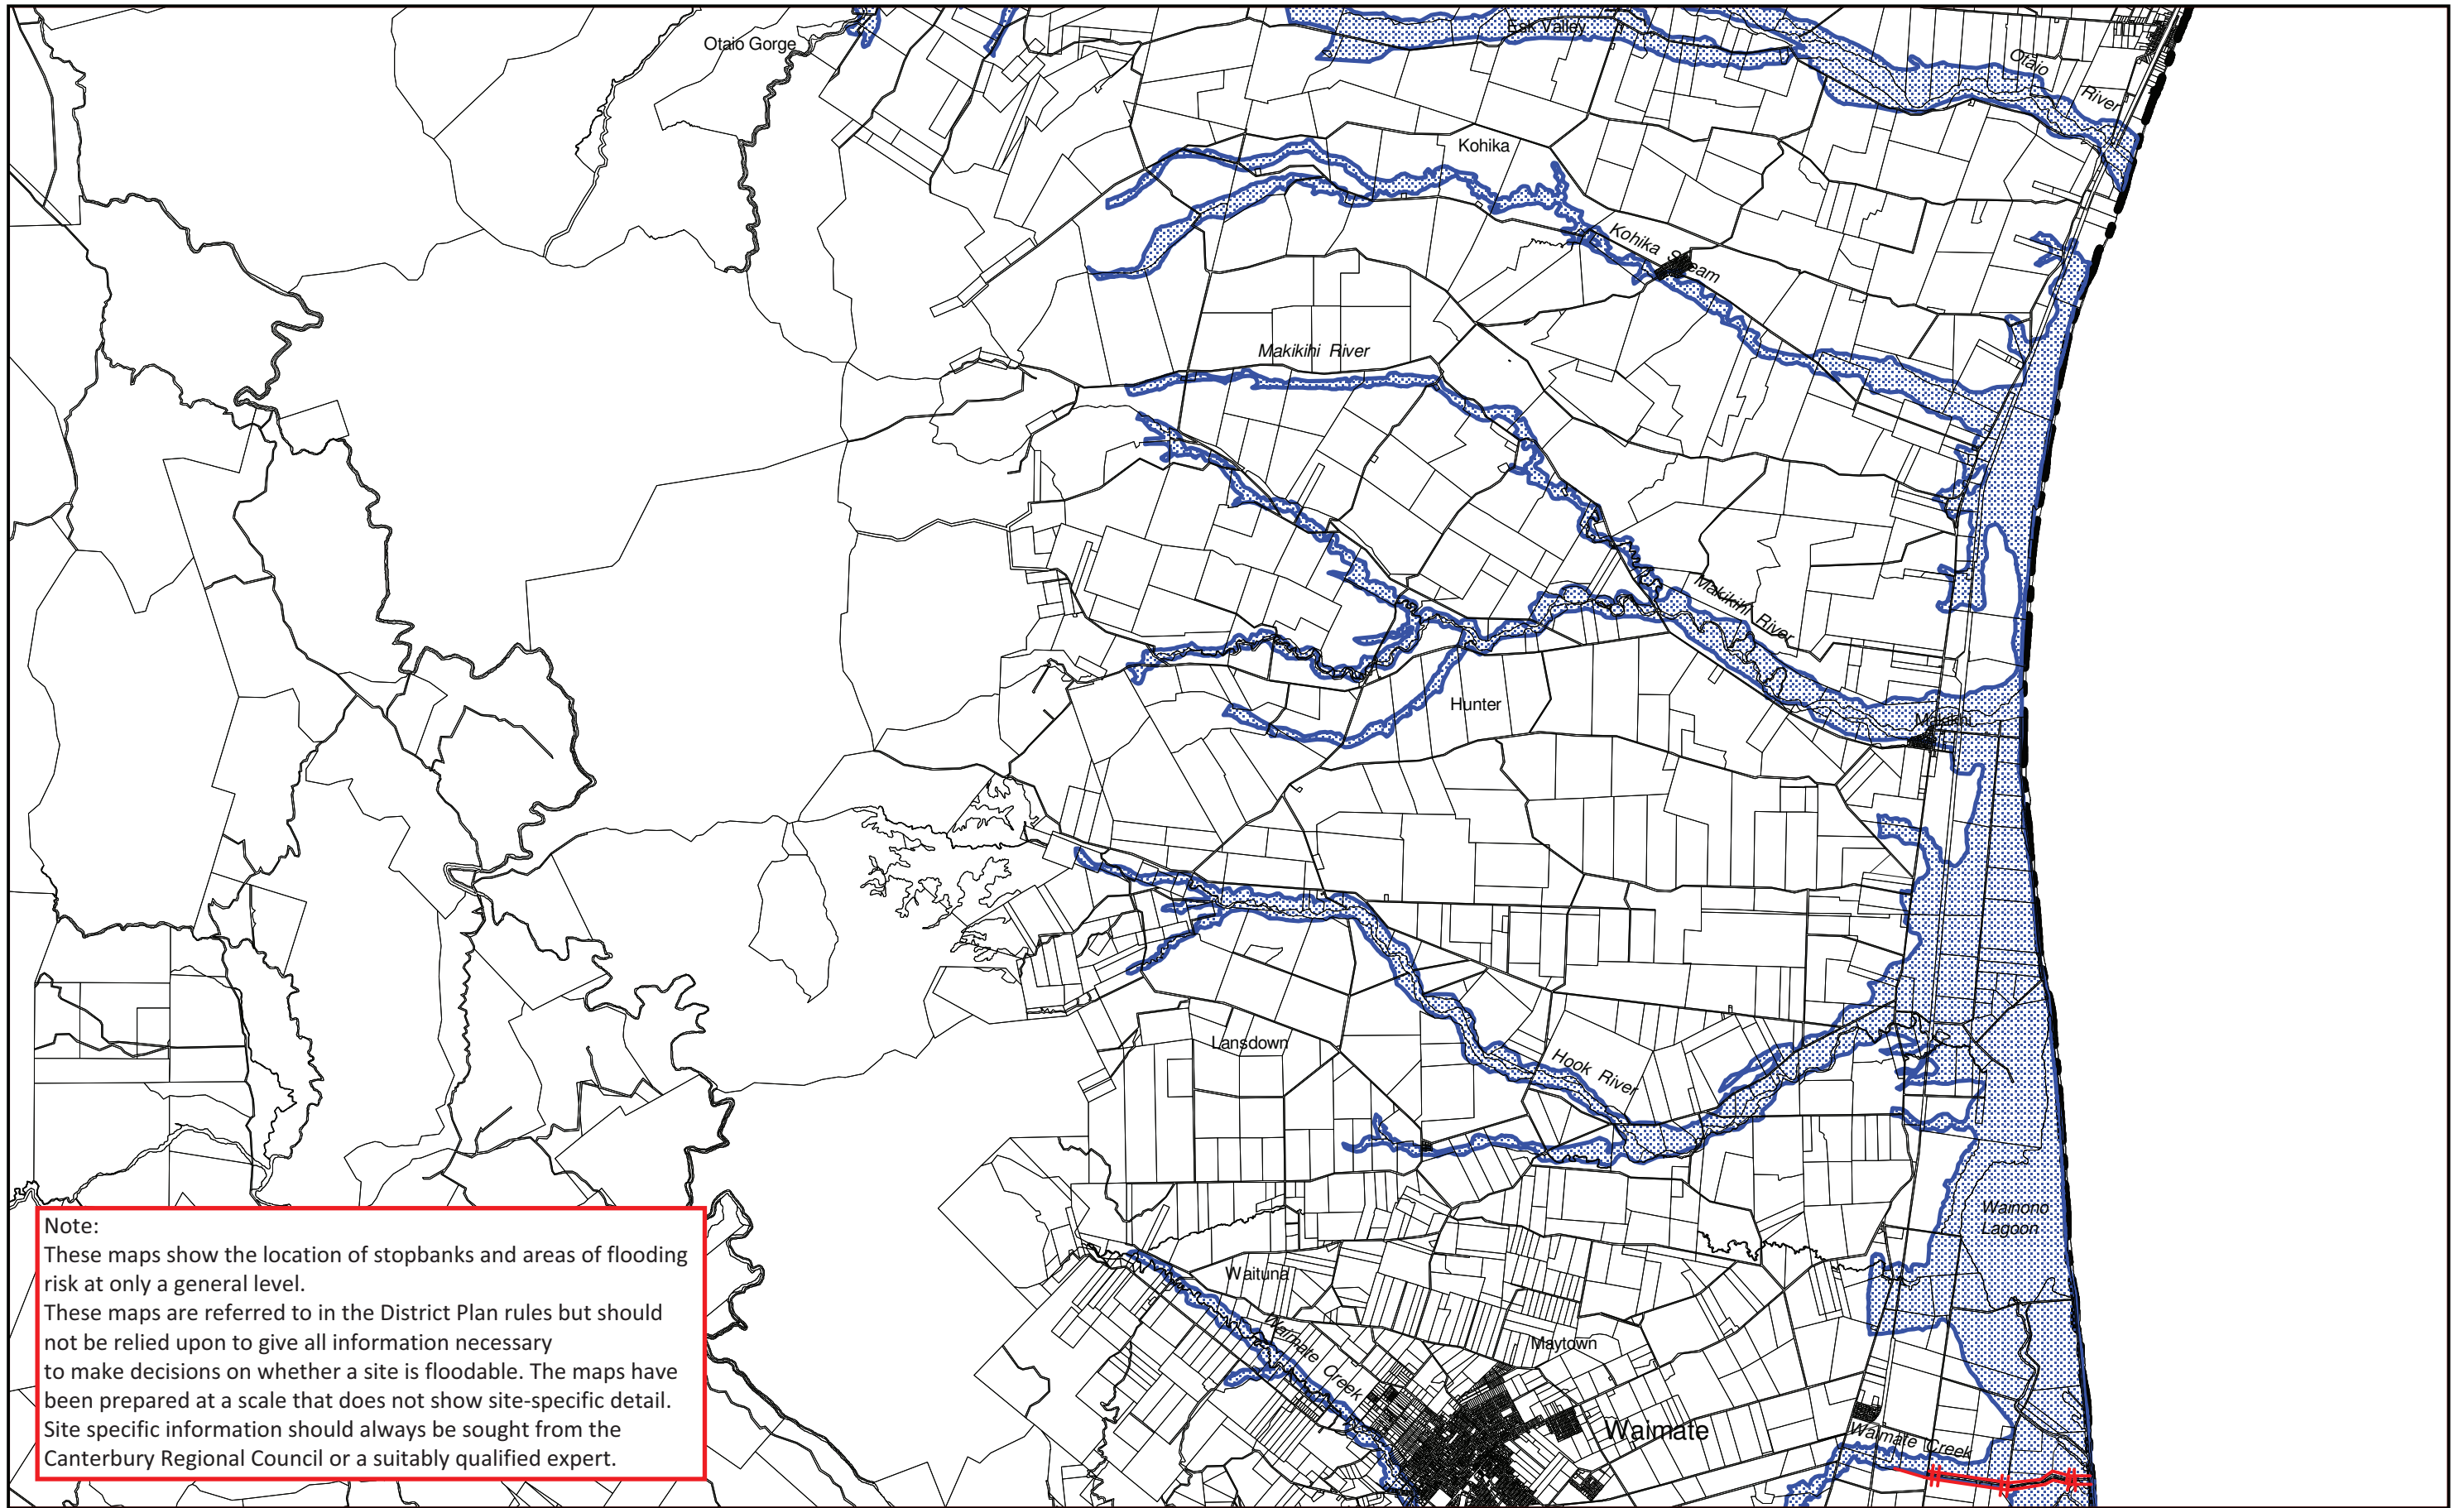 Otaio Gorge
Esk Valley
Otaio
River
Kohika
Kohika Stream
Makikihi River
Makikihi River
Hunter
Makikihi
Lansdown
Hook River
Wainono
Lagoon
Waituna
Waimate Creek
Maytown
Waimate
Waimate Creek
Note:
These maps show the location of stopbanks and areas of flooding
risk at only a general level.
These maps are referred to in the District Plan rules but should
not be relied upon to give all information necessary
to make decisions on whether a site is floodable. The maps have
been prepared at a scale that does not show site-specific detail.
Site specific information should always be sought from the
Canterbury Regional Council or a suitably qualified expert.